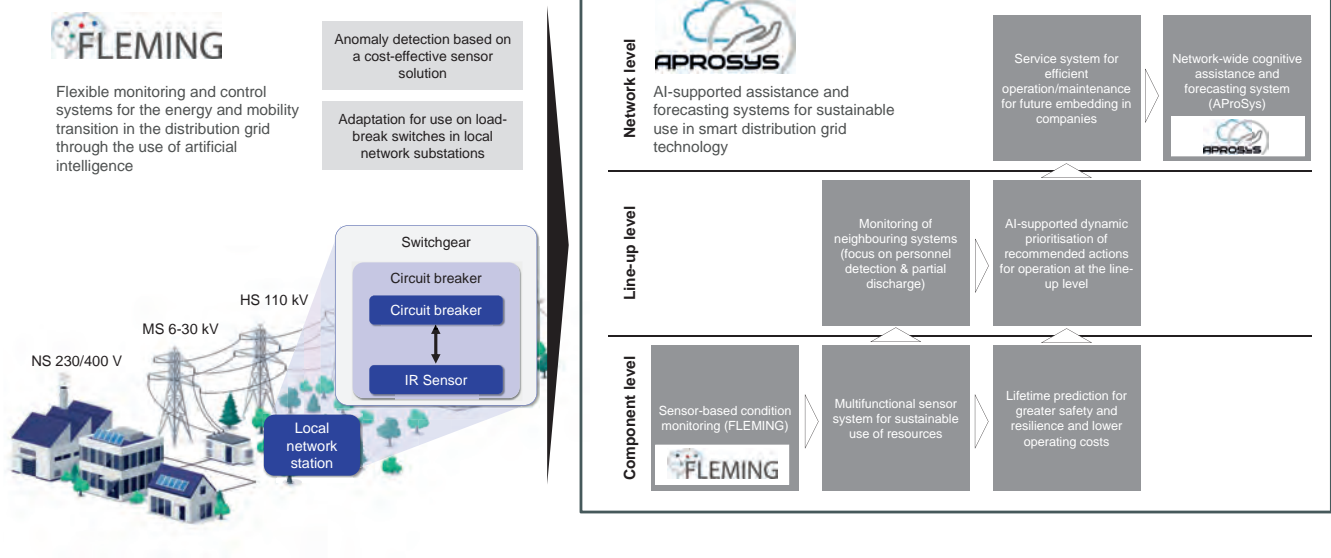 FLEMING
Flexible monitoring and control
systems for the energy and mobility
transition in the distribution grid
through the use of artificial
intelligence
Anomaly detection based on
a cost-effective sensor
solution
Adaptation for use on load-
break switches in local
network substations
Switchgear
Circuit breaker
Circuit breaker
IR Sensor
HS 110 kV
MS 6-30 kV
NS 230/400 V
Local
network
station
Network level
APROSYS
AI-supported assistance and
forecasting systems for sustainable
use in smart distribution grid
technology
Service system for
efficient
operation/maintenance
for future embedding in
companies
Network-wide cognitive
assistance and
forecasting system
(AProSys)
APROSYS
Line-up level
Monitoring of
neighbouring systems
(focus on personnel
detection & partial
discharge)
AI-supported dynamic
prioritisation of
recommended actions
for operation at the line-
up level
Component level
Sensor-based condition
monitoring (FLEMING)
FLEMING
Multifunctional sensor
system for sustainable
use of resources
Lifetime prediction for
greater safety and
resilience and lower
operating costs